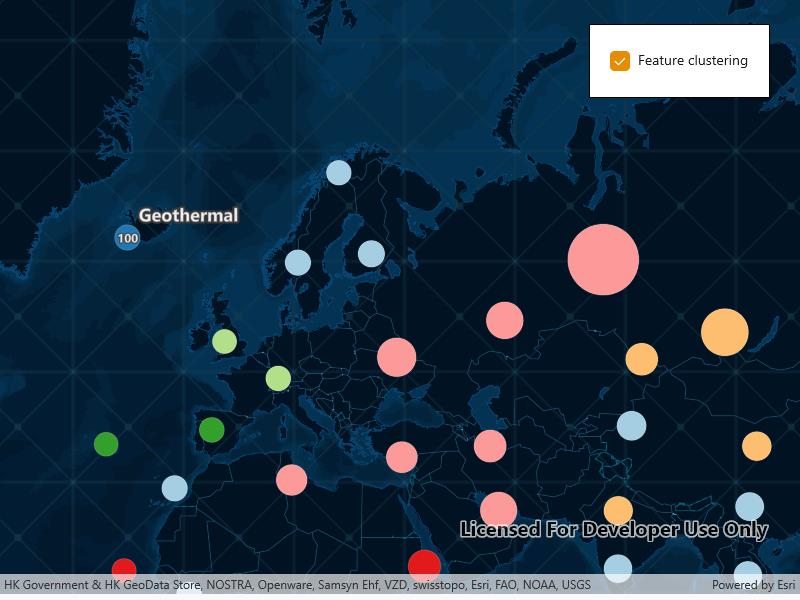 Feature clustering
Geothermal
100
Licensed For Developer Use Only
HK Government & HK GeoData Store, NOSTRA, Openware, Samsyn Ehf, VZD, swisstopo, Esri, FAO, NOAA, USGS
Powered by Esri